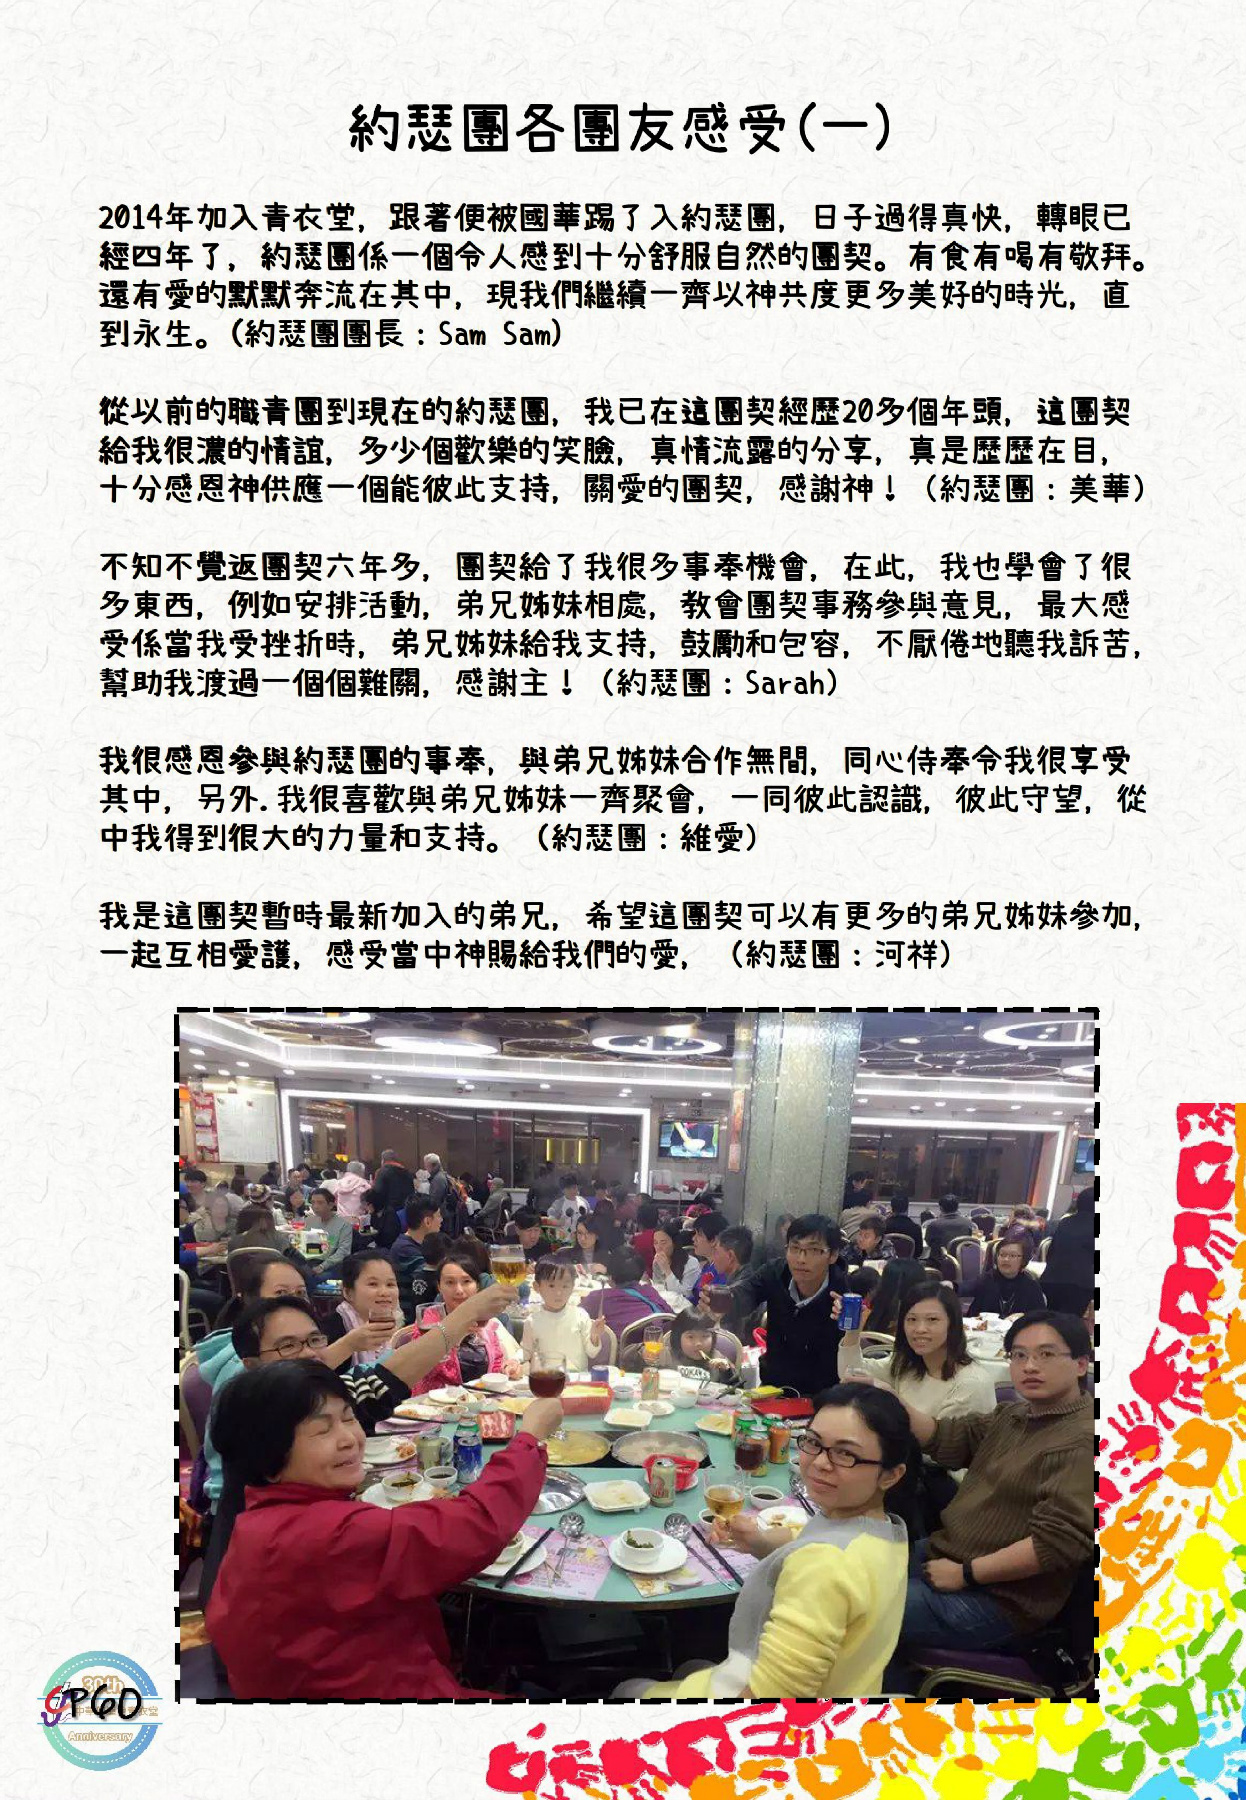 約瑟團各團友感受(一)
2014年加入青衣堂，跟著便被國華踢了入約瑟團，日子過得真快，轉眼已
經四年了，約瑟團係一個令人感到十分舒服自然的團契。有食有喝有敬拜。
還有愛的默默奔流在其中，現我們繼續一齊以神共度更多美好的時光，直
到永生。(約瑟團團長：Sam Sam)
從以前的職青團到現在的約瑟團，我已在這團契經歷20多個年頭，這團契
給我很濃的情誼，多少個歡樂的笑臉，真情流露的分享，真是歷歷在目，
十分感恩神供應一個能彼此支持，關愛的團契，感謝神！（約瑟團：美華）
不知不覺返團契六年多，團契給了我很多事奉機會，在此，我也學會了很
多東西，例如安排活動，弟兄姊妹相處，教會團契事務參與意見，最大感
受係當我受挫折時，弟兄姊妹給我支持，鼓勵和包容，不厭倦地聽我訴苦，
幫助我渡過一個個難關，感謝主！（約瑟團：Sarah）
我很感恩參與約瑟團的事奉，與弟兄姊妹合作無間，同心侍奉令我很享受
其中，另外.我很喜歡與弟兄姊妹一齊聚會，一同彼此認識，彼此守望，從
中我得到很大的力量和支持。（約瑟團：維愛）
我是這團契暫時最新加入的弟兄，希望這團契可以有更多的弟兄姊妹參加，
一起互相愛護，感受當中神賜給我們的愛，（約瑟團：河祥）
30th
P60
Anniversary